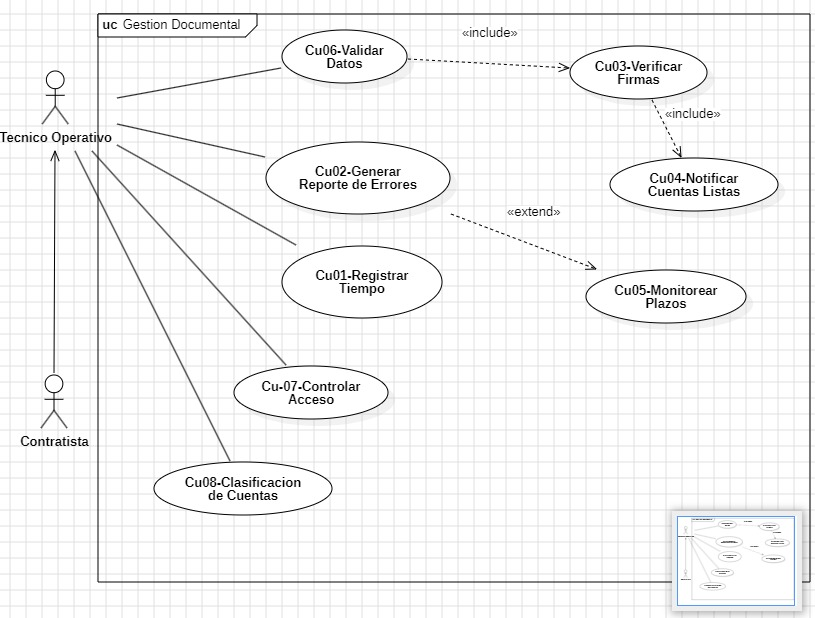 uc Gestion Documental
«include»
Cu06-Validar
Datos
Cu03-Verificar
Firmas
«include»
Tecnico Operativo
Cu02-Generar
Reporte de Errores
Cu04-Notificar
Cuentas Listas
«extend»
Cu01-Registrar
Tiempo
Cu05-Monitorear
Plazos
Cu-07-Controlar
Acceso
Contratista
Cu08-Clasificacion
de Cuentas